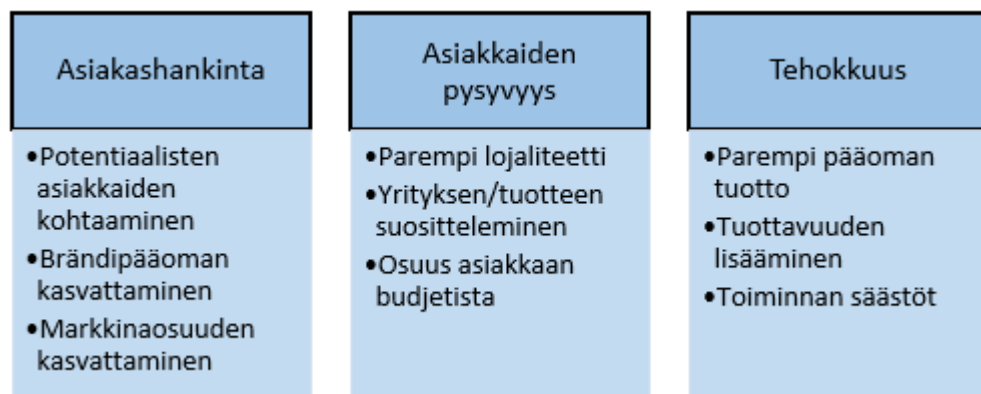 Asiakashankinta
•Potentiaalisten
asiakkaiden
kohtaaminen
•Brändipääoman
kasvattaminen
•Markkinaosuuden
kasvattaminen
Asiakkaiden
pysyvyys
•Parempi lojaliteetti
•Yrityksen/tuotteen
suositteleminen
•Osuus asiakkaan
budjetista
Tehokkuus
•Parempi pääoman
tuotto
•Tuottavuuden
lisääminen
•Toiminnan säästöt